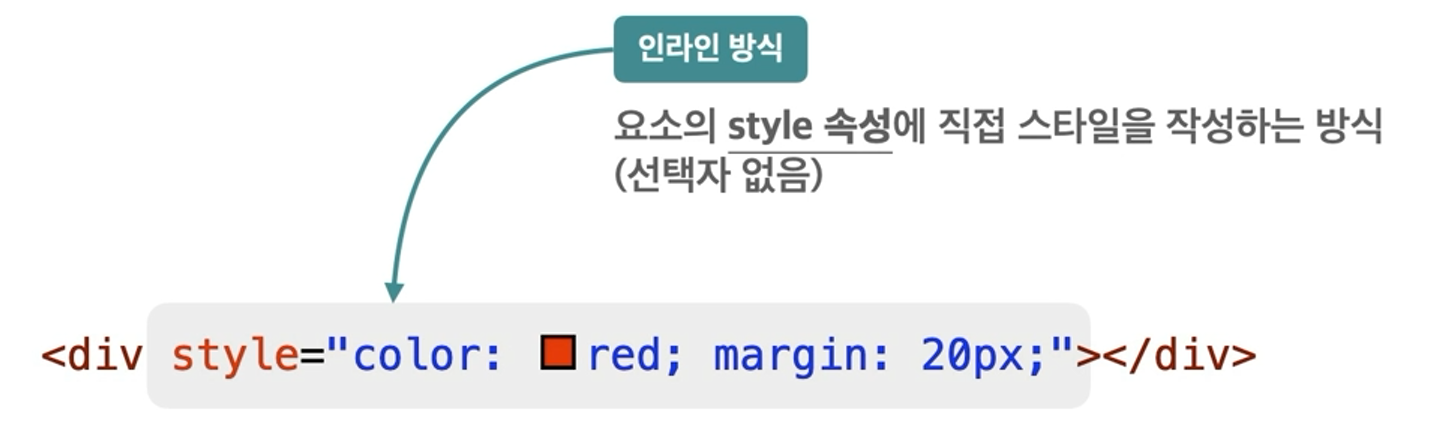 인라인 방식
요소의 style 속성에 직접 스타일을 작성하는 방식
(선택자 없음)
<div style="color: red; margin: 20px;"></div>